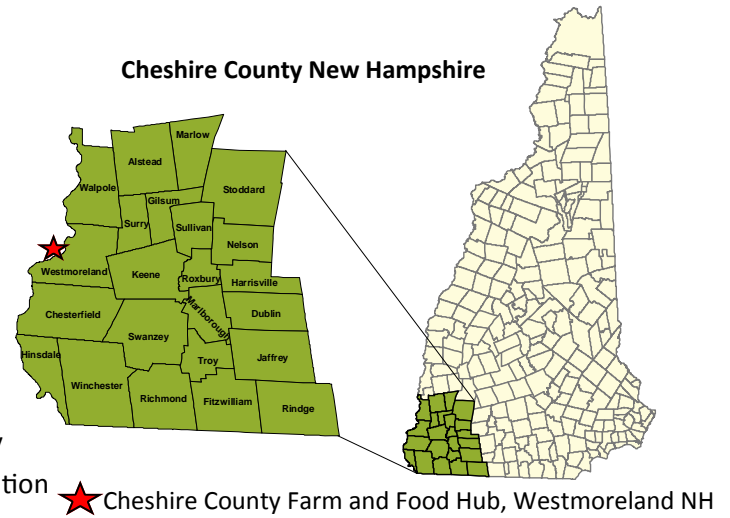 Cheshire County New Hampshire
Marlow
Alstead
Walpole
Stoddard
Gilsum
Surry
Sullivan
Nelson
Westmoreland
Keene
Roxbury
Harrisville
Chesterfield
Marlborough
Dublin
Swanzey
Hinsdale
Troy
Jaffrey
Winchester
Richmond
Fitzwilliam
Rindge
tion
Cheshire County Farm and Food Hub, Westmoreland NH